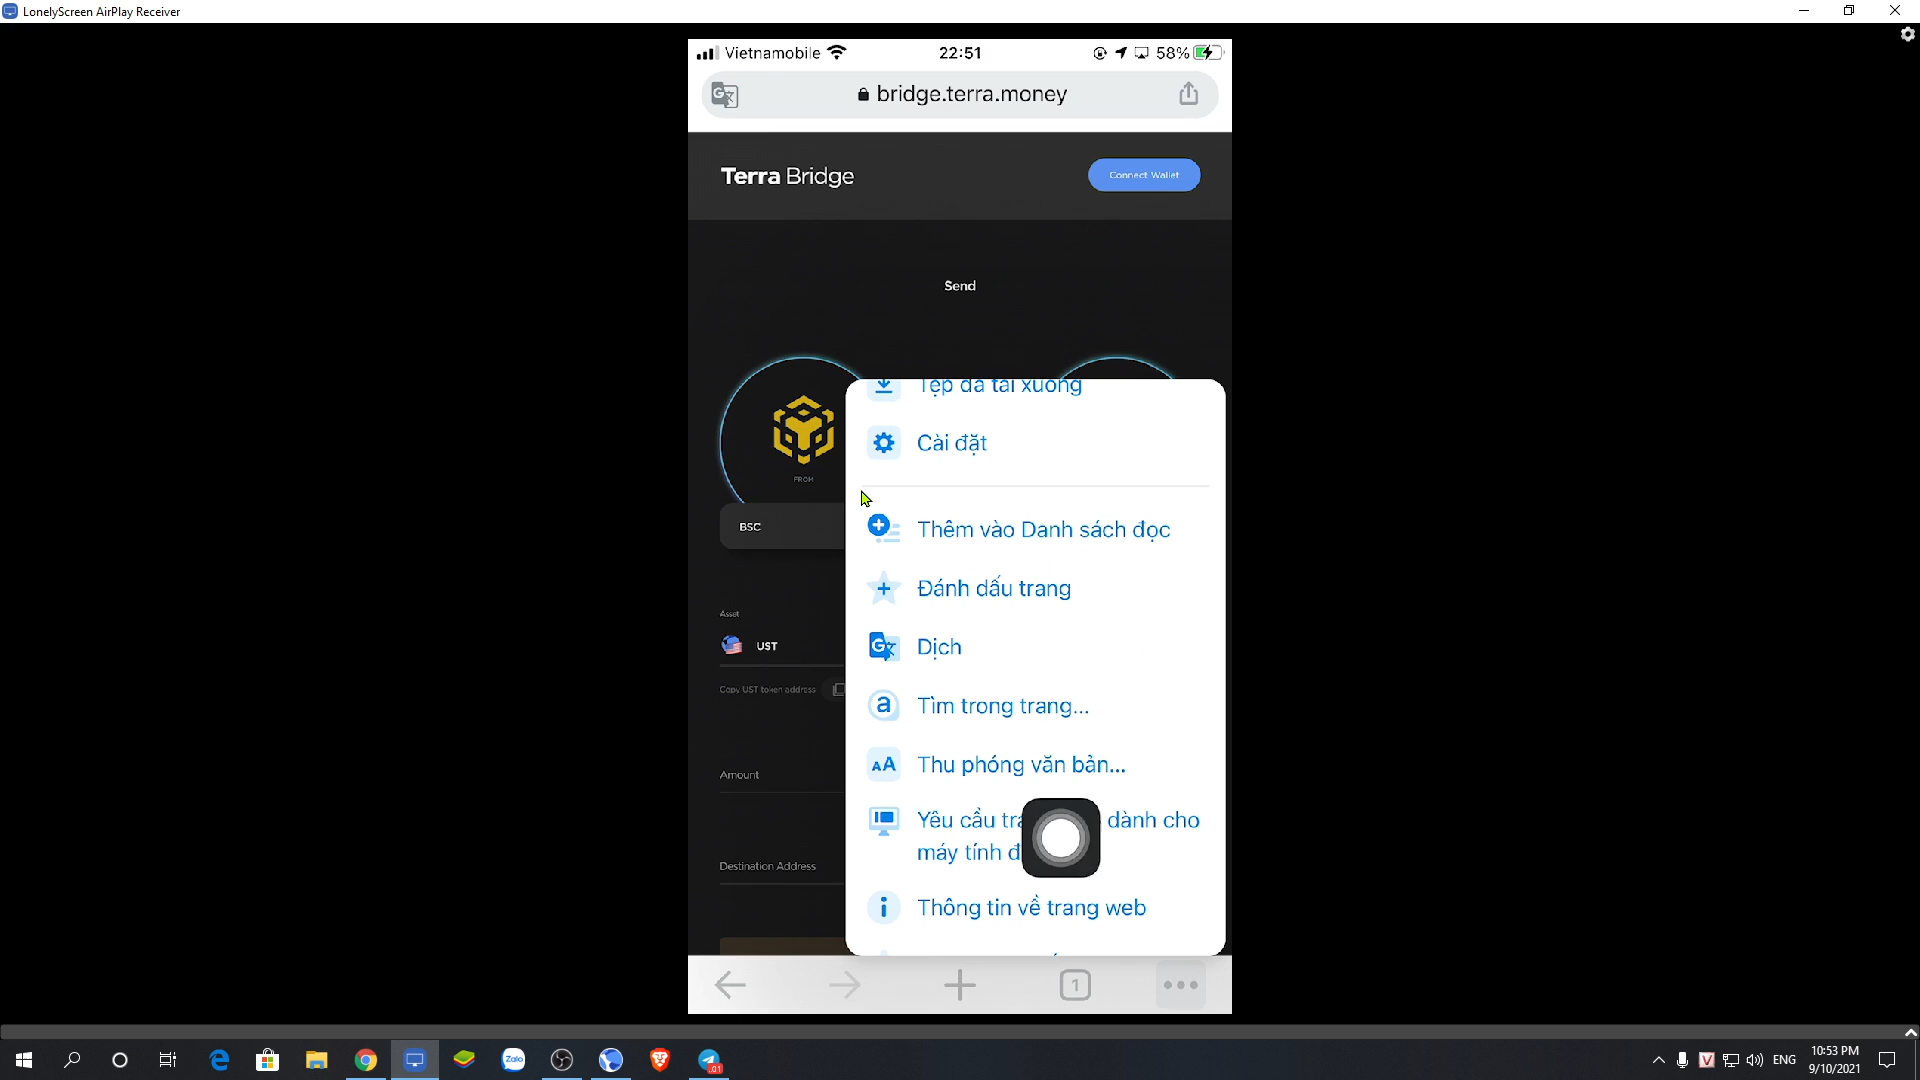 LonelyScreen AirPlay Receiver
Vietnamobile
22:51
58%
bridge.terra.money
Terra Bridge
Connect Wallet
Send
FROM
BSC
Asset
UST
Copy UST token address
Amount
Destination Address
Tệp đã tải xuống
Cài đặt
Thêm vào Danh sách đọc
Đánh dấu trang
Dịch
Tìm trong trang...
Thu phóng văn bản...
Yêu cầu dành cho
máy tính
Thông tin về trang web
1
Zalo
01
ENG
10:53 PM
9/10/2021